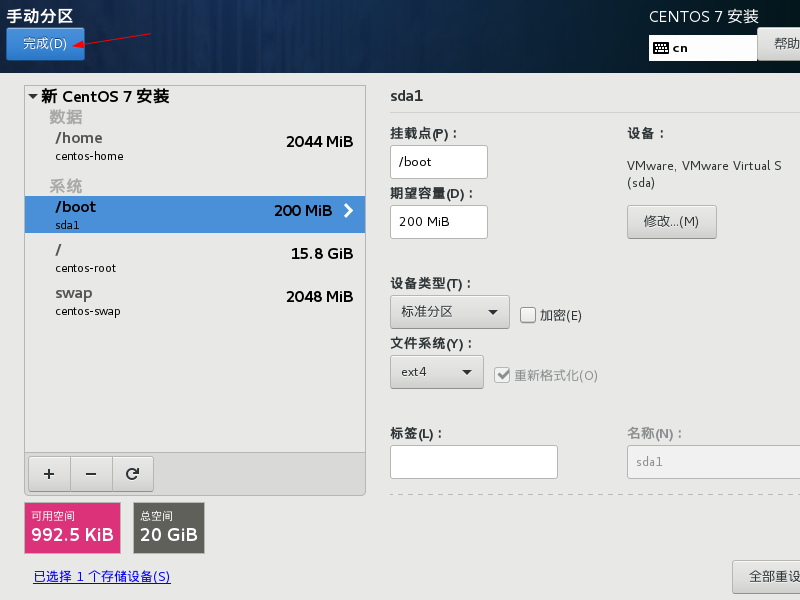 手动分区
CENTOS 7 安装
完成(D)
cn
帮助
新 CentOS 7 安装
数据
/home
2044 MiB
centos-home
系统
/boot
200 MiB
sda1
/
15.8 GiB
centos-root
swap
2048 MiB
centos-swap
+ −
可用空间
992.5 KiB
总空间
20 GiB
已选择 1 个存储设备(S)
sda1
挂载点(P)：
/boot
期望容量(D)：
200 MiB
设备：
VMware, VMware Virtual S
(sda)
修改...(M)
设备类型(T)：
标准分区
加密(E)
文件系统(Y)：
ext4
重新格式化(O)
标签(L)：
名称(N)：
sda1
全部重设